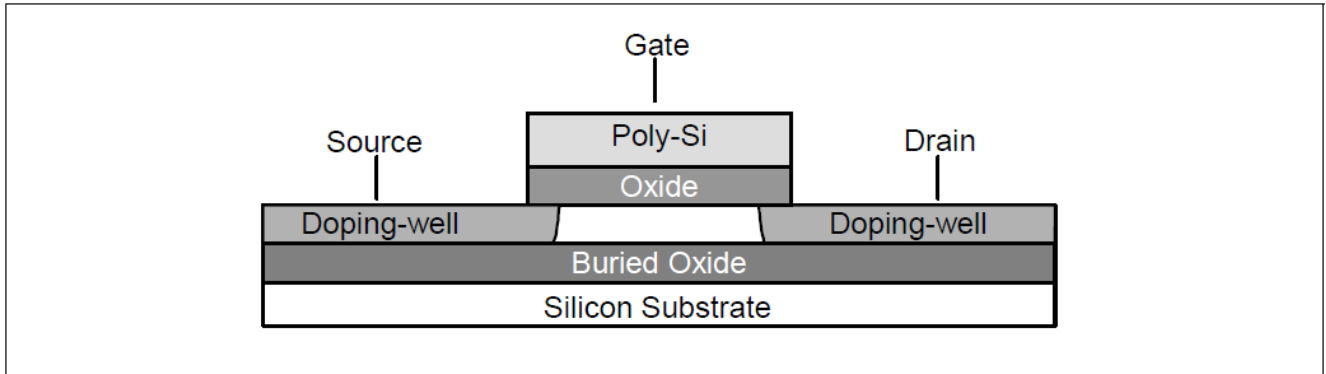 Gate
Poly-Si
Source
Drain
Oxide
Doping-well
Doping-well
Buried Oxide
Silicon Substrate